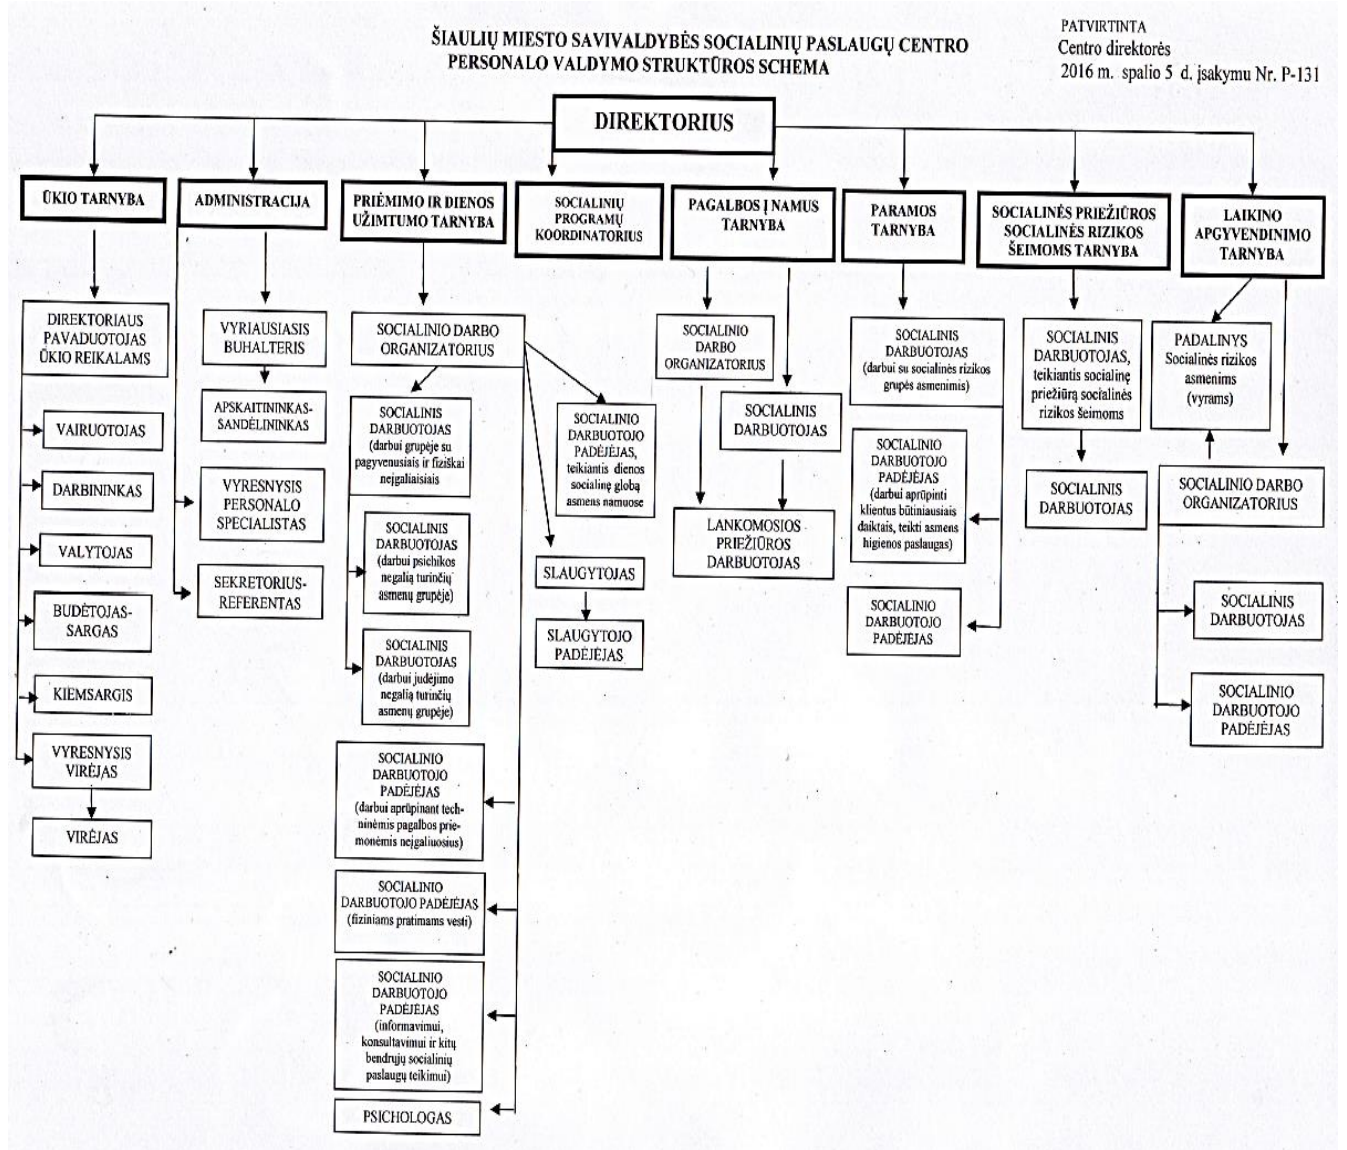 PATVIRTINTA
Centro direktorės
2016 m. spalio 5 d. įsakymu Nr. P-131
ŠIAULIŲ MIESTO SAVIVALDYBĖS SOCIALINIŲ PASLAUGŲ CENTRO
PERSONALO VALDYMO STRUKTŪROS SCHEMA
DIREKTORIUS
ŪKIO TARNYBA
DIREKTORIAUS
PAVADUOTOJAS
ŪKIO REIKALAMS
VAIRUOTOJAS
DARBININKAS
VALYTOJAS
BUDĖTOJAS-
SARGAS
KIEMSARGIS
VYRESNYSIS
VIRĖJAS
VIRĖJAS
ADMINISTRACIJA
VYRIAUSIASIS
BUHALTERIS
APSKAITININKAS-
SANDĖLININKAS
VYRESNYSIS
PERSONALO
SPECIALISTAS
SEKRETORIUS-
REFERENTAS
PRIĖMIMO IR DIENOS
UŽIMTUMO TARNYBA
SOCIALINIO DARBO
ORGANIZATORIUS
SOCIALINIS
DARBUOTOJAS
(darbui grupėje su
pagyvenusiais ir fiziškai
neįgaliaisiais
SOCIALINIS
DARBUOTOJAS
(darbui psichikos
negalią turinčių
asmenų grupėje)
SOCIALINIS
DARBUOTOJAS
(darbui judėjimo
negalią turinčių
asmenų grupėje)
SOCIALINIO
DARBUOTOJO
PADĖJĖJAS
(darbui aprūpinant tech-
ninėmis pagalbos prie-
monėmis neįgaliuosius)
SOCIALINIO
DARBUOTOJO PADĖJĖJAS
(fiziniams pratimams vesti)
SOCIALINIO
DARBUOTOJO
PADĖJĖJAS
(informavimui,
konsultavimui ir kitų
bendrųjų socialinių
paslaugų teikimui)
PSICHOLOGAS
SOCIALINIO
DARBUOTOJO
PADĖJĖJAS,
teikiantis dienos
socialinę globą
asmens namuose
SLAUGYTOJAS
SLAUGYTOJO
PADĖJĖJAS
SOCIALINIŲ
PROGRAMŲ
KOORDINATORIUS
PAGALBOS Į NAMUS
TARNYBA
SOCIALINIO
DARBO
ORGANIZATORIUS
SOCIALINIS
DARBUOTOJAS
LANKOMOSIOS
PRIEŽIŪROS
DARBUOTOJAS
PARAMOS
TARNYBA
SOCIALINIS
DARBUOTOJAS
(darbui su socialinės rizikos
grupės asmenimis)
SOCIALINIO
DARBUOTOJO
PADĖJĖJAS
(darbui aprūpinti
klientus būtiniausiais
daiktais, teikti asmens
higienos paslaugas)
SOCIALINIO
DARBUOTOJO
PADĖJĖJAS
SOCIALINĖS PRIEŽIŪROS
SOCIALINĖS RIZIKOS
ŠEIMOMS TARNYBA
SOCIALINIS
DARBUOTOJAS,
teikiantis socialinę
priežiūrą socialinės
rizikos šeimoms
SOCIALINIS
DARBUOTOJAS
LAIKINO
APGYVENDINIMO
TARNYBA
PADALINYS
Socialinės rizikos
asmenims
(vyrams)
SOCIALINIO DARBO
ORGANIZATORIUS
SOCIALINIS
DARBUOTOJAS
SOCIALINIO
DARBUOTOJO
PADĖJĖJAS